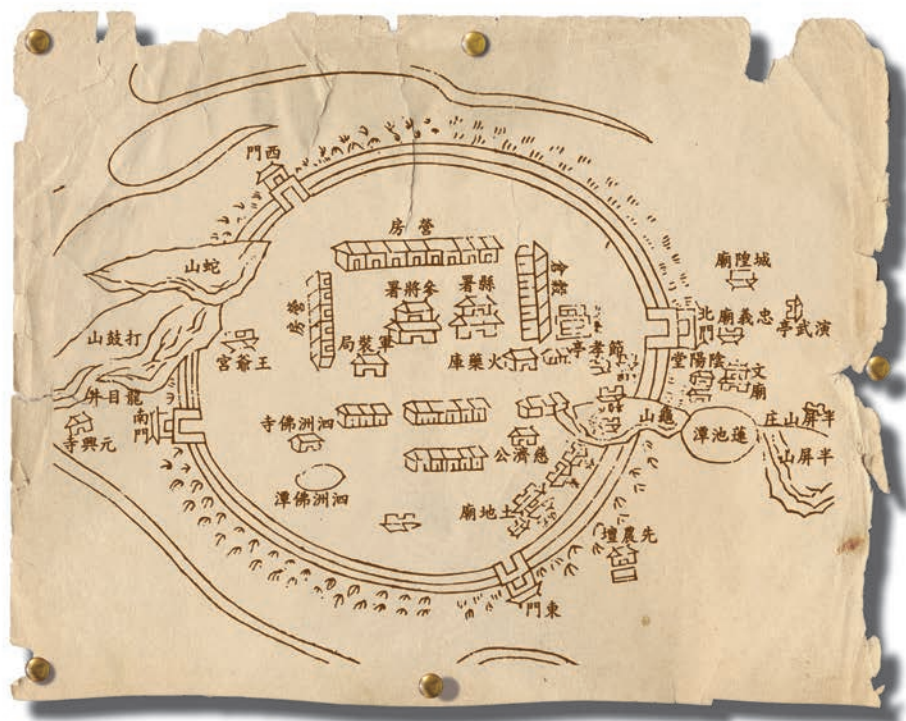 西門
營房
蛇山
參將署
縣署
倉廒
城隍廟
營房
打鼓山
王爺宮
軍裝局
火藥庫
節孝亭
北門
忠義廟
演武亭
陰陽堂
文廟
龍目井
南門
元興寺
泗洲佛寺
龜山
蓮池潭
半屏山庄
半屏山
慈濟公
泗洲佛潭
土地廟
先農壇
東門